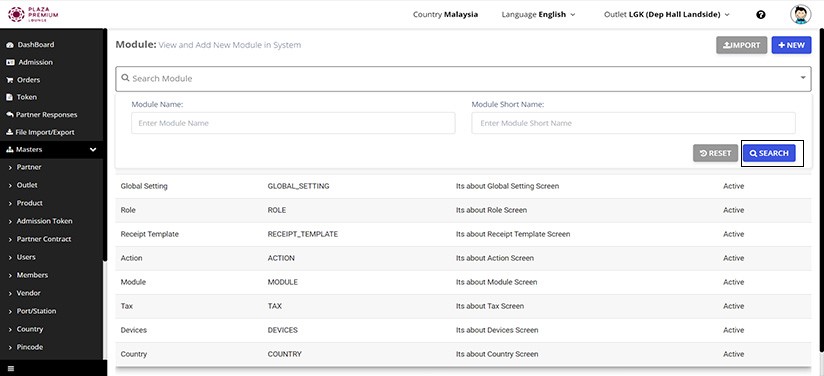 PLAZA
PREMIUM
LOUNGE
Country Malaysia
Language English
Outlet LGK (Dep Hall Landside)
?
DashBoard
Admission
Orders
Token
Partner Responses
File Import/Export
Masters
Partner
Outlet
Product
Admission Token
Partner Contract
Users
Members
Vendor
Port/Station
Country
Pincode
Module: View and Add New Module in System
IMPORT
+ NEW
Search Module
Module Name:
Module Short Name:
Enter Module Name
Enter Module Short Name
RESET
SEARCH
Global Setting GLOBAL_SETTING Its about Global Setting Screen Active
Role ROLE Its about Role Screen Active
Receipt Template RECEIPT_TEMPLATE Its about Receipt Template Screen Active
Action ACTION Its about Action Screen Active
Module MODULE Its about Module Screen Active
Tax TAX Its about Tax Screen Active
Devices DEVICES Its about Devices Screen Active
Country COUNTRY Its about Country Screen Active